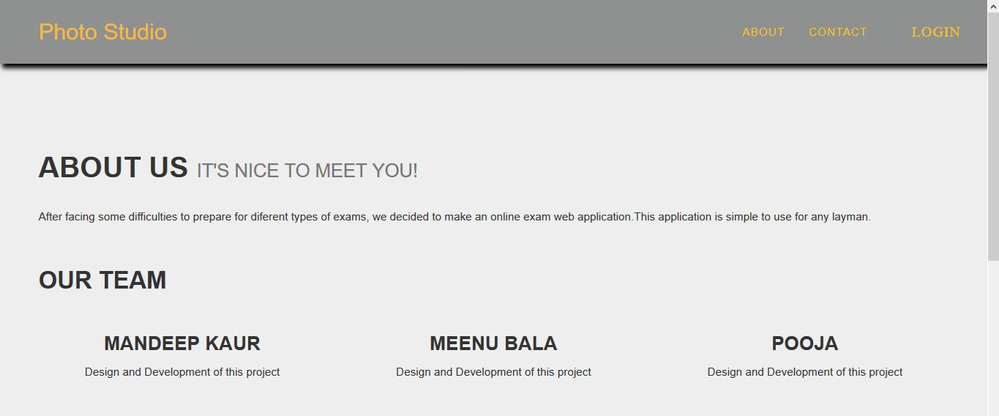 Photo Studio
ABOUT CONTACT LOGIN
ABOUT US IT'S NICE TO MEET YOU!
After facing some difficulties to prepare for diferent types of exams, we decided to make an online exam web application.This application is simple to use for any layman.
OUR TEAM
MANDEEP KAUR
Design and Development of this project
MEENU BALA
Design and Development of this project
POOJA
Design and Development of this project